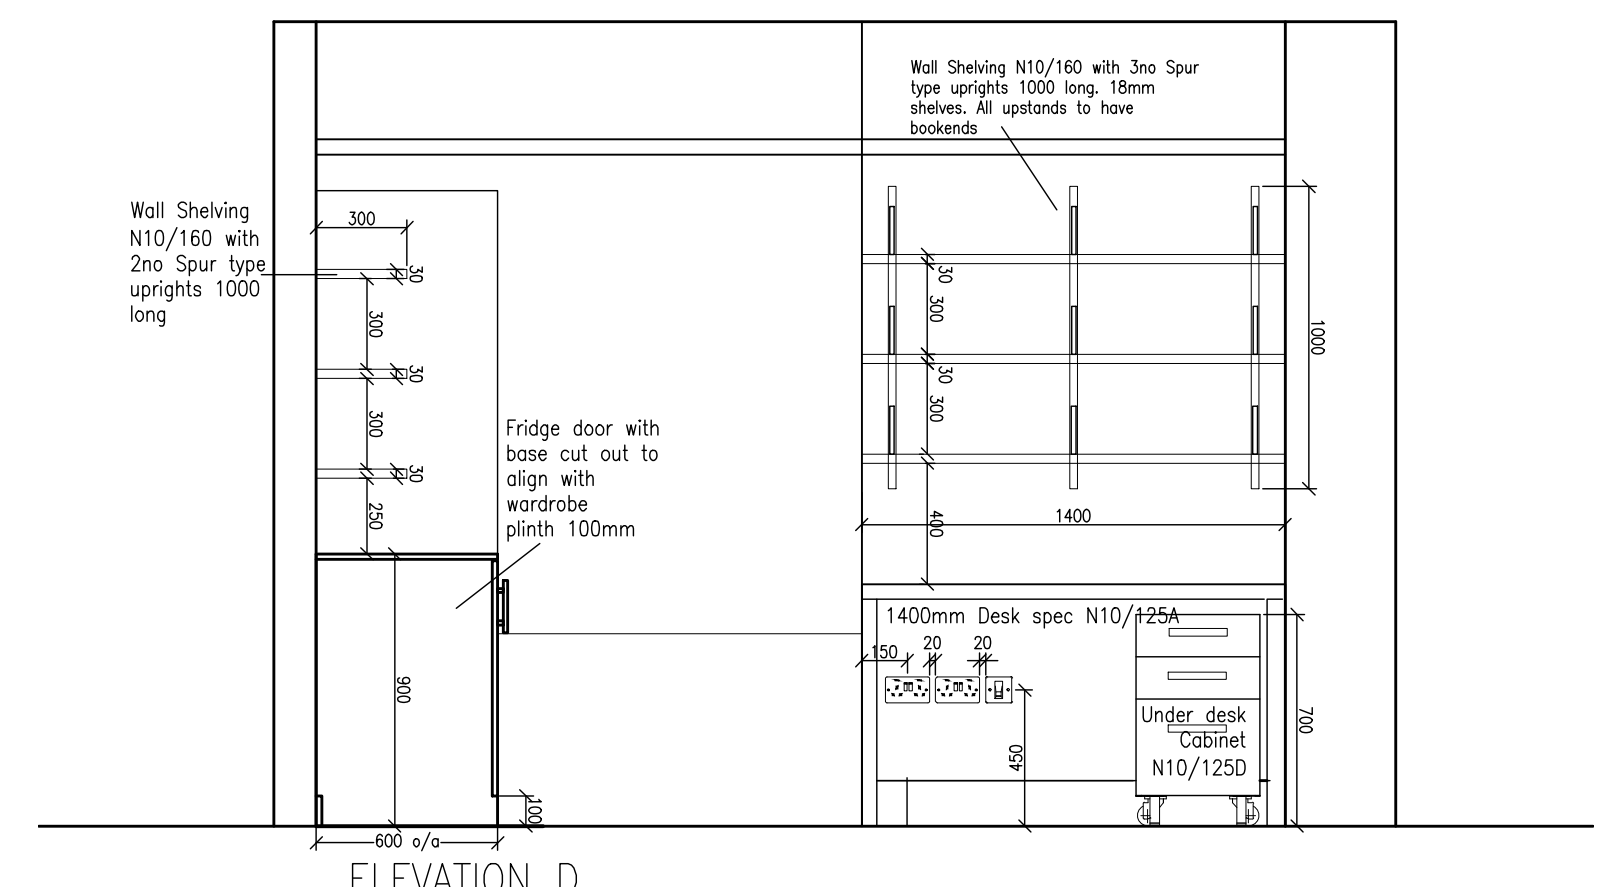 Wall Shelving N10/160 with 3no Spur
type uprights 1000 long. 18mm
shelves. All upstands to have
bookends
Wall Shelving
N10/160 with
2no Spur type
uprights 1000
long
300
30
300
30
300
30
250
Fridge door with
base cut out to
align with
wardrobe
plinth 100mm
900
100
600 o/a
30
300
30
300
400
1000
1400
1400mm Desk spec N10/125A
150
20
20
450
Under desk
Cabinet
N10/125D
700
ELEVATION D